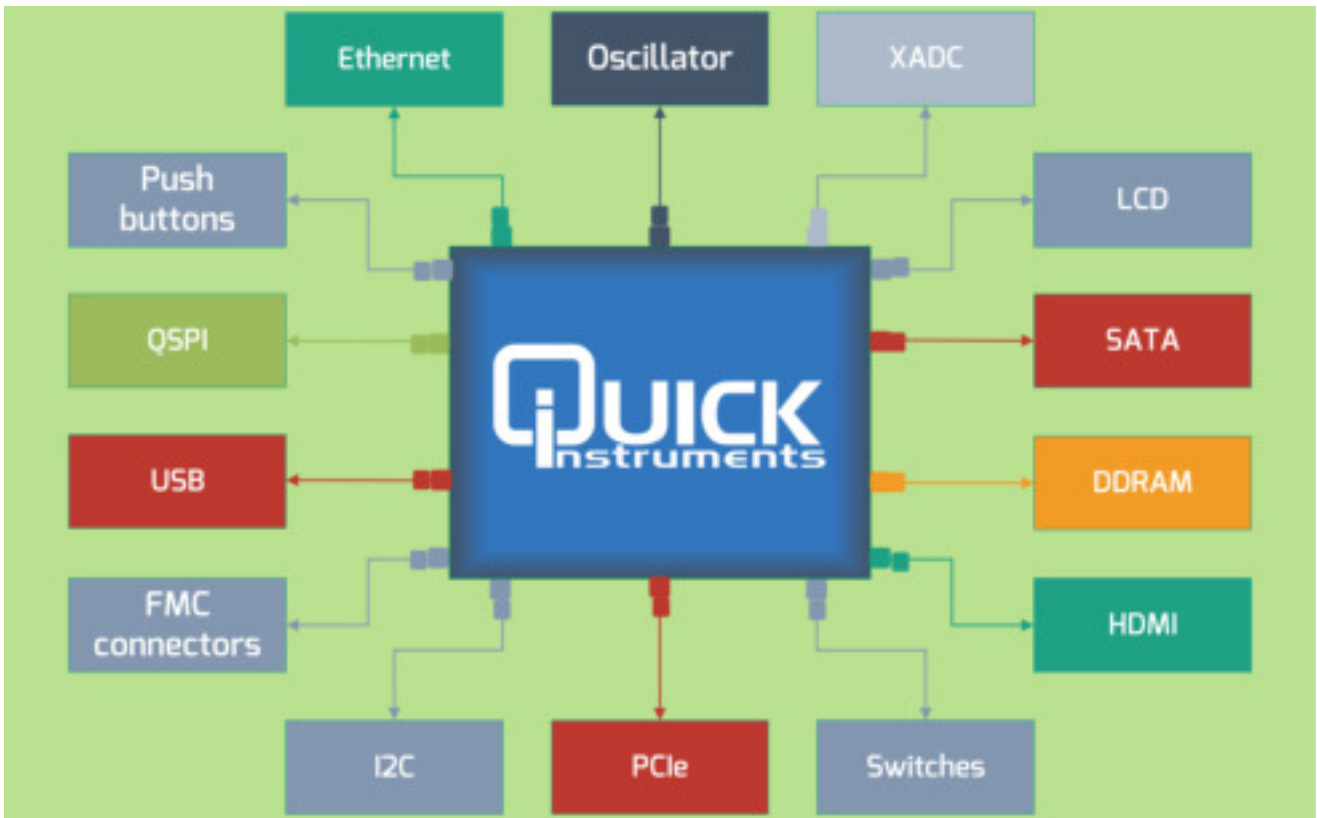 Ethernet
Oscillator
XADC
Push
buttons
LCD
QSPI
SATA
QUICK
instruments
USB
DDRAM
FMC
connectors
HDMI
I2C
PCIe
Switches